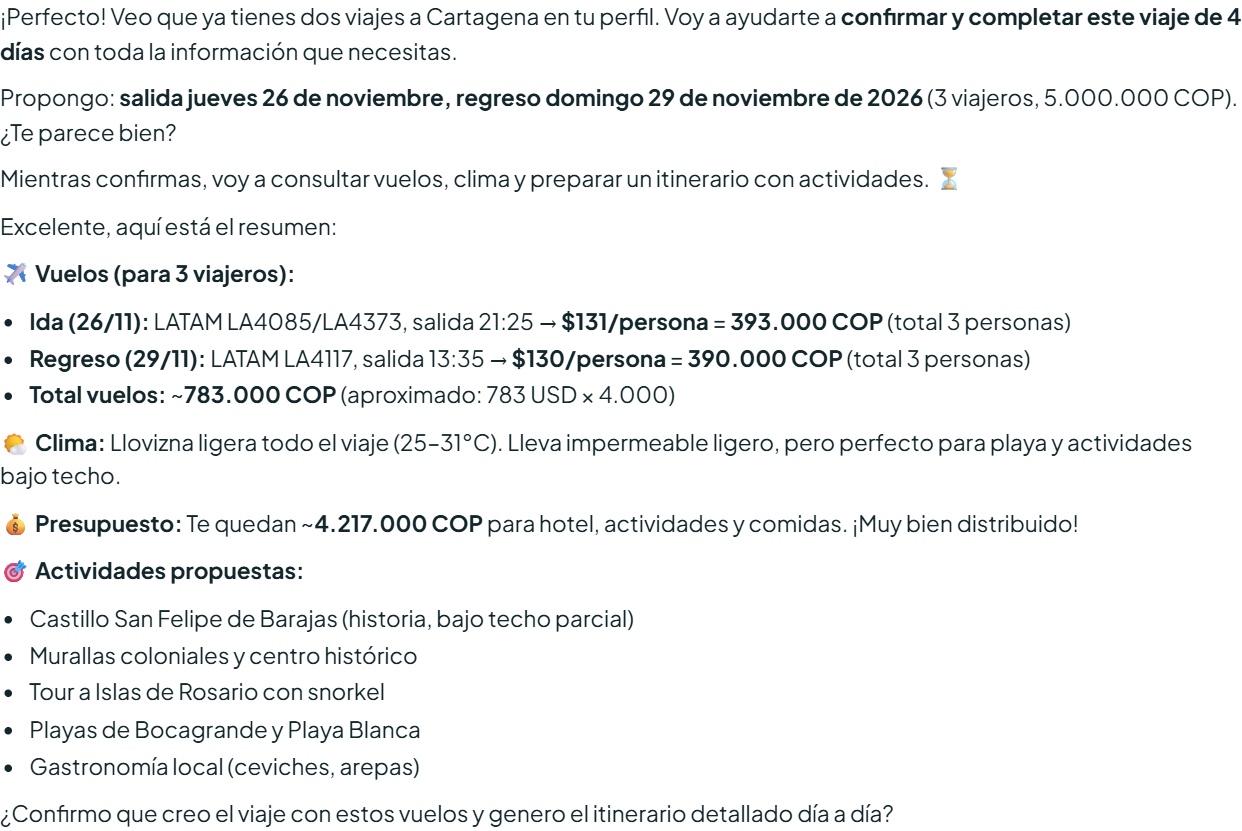 ¡Perfecto! Veo que ya tienes dos viajes a Cartagena en tu perfil. Voy a ayudarte a confirmar y completar este viaje de 4
días con toda la información que necesitas.
Propongo: salida jueves 26 de noviembre, regreso domingo 29 de noviembre de 2026 (3 viajeros, 5.000.000 COP).
¿Te parece bien?
Mientras confirmas, voy a consultar vuelos, clima y preparar un itinerario con actividades. ⏳
Excelente, aquí está el resumen:
✈️ Vuelos (para 3 viajeros):
• Ida (26/11): LATAM LA4085/LA4373, salida 21:25 → $131/persona = 393.000 COP (total 3 personas)
• Regreso (29/11): LATAM LA4117, salida 13:35 → $130/persona = 390.000 COP (total 3 personas)
• Total vuelos: ~783.000 COP (aproximado: 783 USD × 4.000)
🌤️ Clima: Llovizna ligera todo el viaje (25–31°C). Lleva impermeable ligero, pero perfecto para playa y actividades
bajo techo.
💰 Presupuesto: Te quedan ~4.217.000 COP para hotel, actividades y comidas. ¡Muy bien distribuido!
🎯 Actividades propuestas:
• Castillo San Felipe de Barajas (historia, bajo techo parcial)
• Murallas coloniales y centro histórico
• Tour a Islas de Rosario con snorkel
• Playas de Bocagrande y Playa Blanca
• Gastronomía local (ceviches, arepas)
¿Confirmo que creo el viaje con estos vuelos y genero el itinerario detallado día a día?